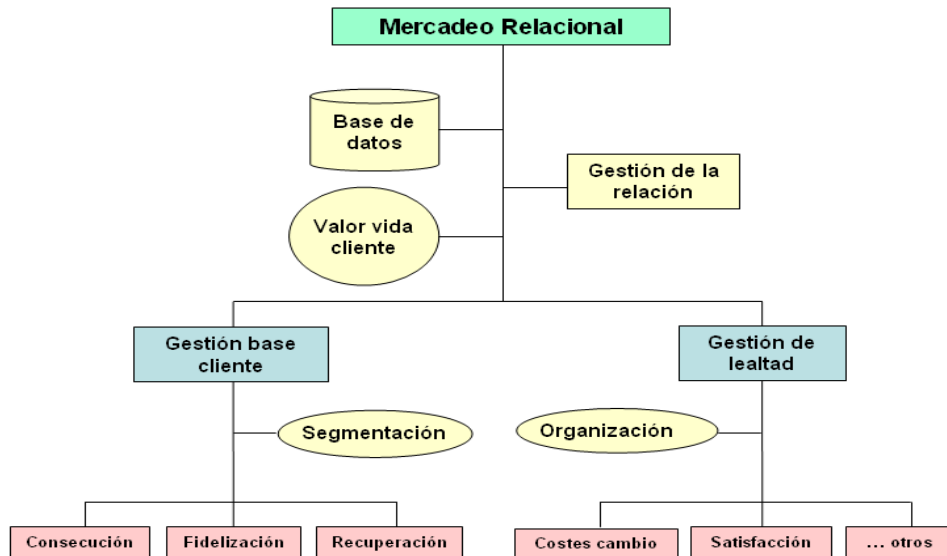 Mercadeo Relacional
Base de
datos
Gestión de la
relación
Valor vida
cliente
Gestión base
cliente
Gestión de
lealtad
Segmentación
Organización
Consecución
Fidelización
Recuperación
Costes cambio
Satisfacción
... otros